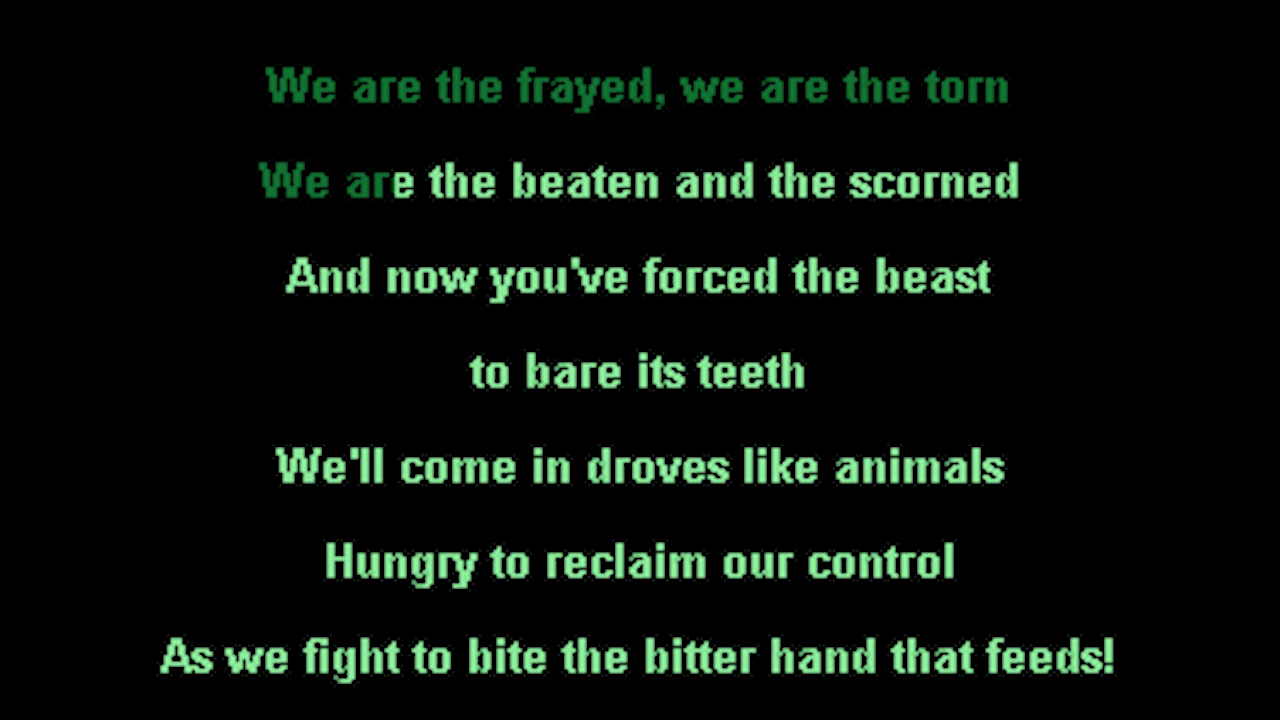 We are the frayed, we are the torn
We are the beaten and the scorned
And now you've forced the beast
to bare its teeth
We'll come in droves like animals
Hungry to reclaim our control
As we fight to bite the bitter hand that feeds!